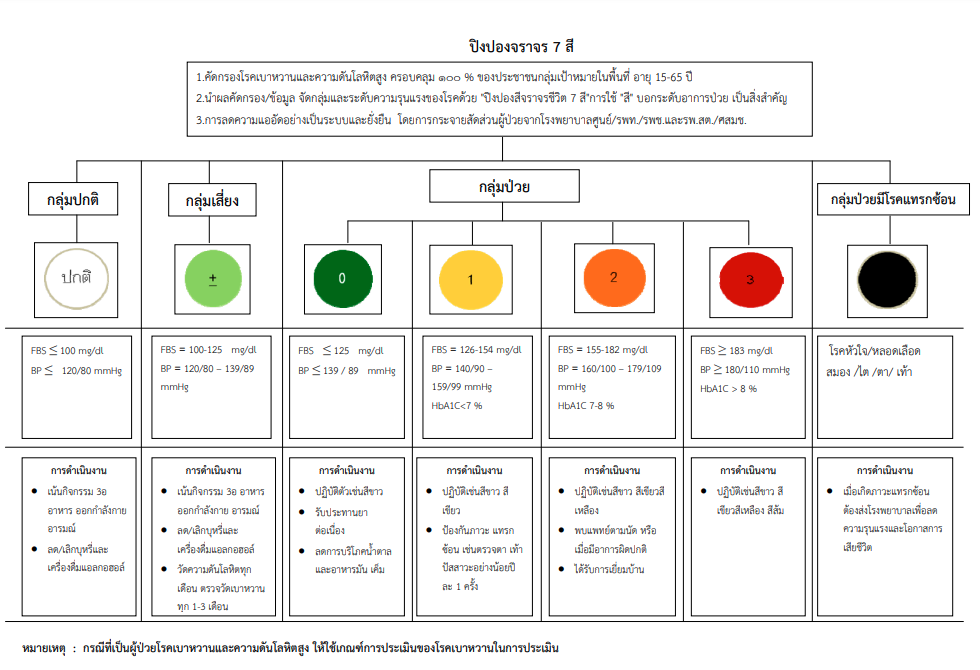 ปิงปองจราจร 7 สี
1.คัดกรองโรคเบาหวานและความดันโลหิตสูง ครอบคลุม ๑๐๐ % ของประชาชนกลุ่มเป้าหมายในพื้นที่ อายุ 15-65 ปี
2.นำผลคัดกรอง/ข้อมูล จัดกลุ่มและระดับความรุนแรงของโรคด้วย "ปิงปองสีจราจรชีวิต 7 สี"การใช้ "สี" บอกระดับอาการป่วย เป็นสิ่งสำคัญ
3.การลดความแออัดอย่างเป็นระบบและยั่งยืน โดยการกระจายสัดส่วนผู้ป่วยจากโรงพยาบาลศูนย์/รพท./รพช.และรพ.สต./ศสมช.
กลุ่มปกติ
กลุ่มเสี่ยง
กลุ่มป่วย
กลุ่มป่วยมีโรคแทรกซ้อน
ปกติ
±
0
1
2
3
FBS ≤ 100 mg/dl
BP ≤ 120/80 mmHg
FBS = 100-125 mg/dl
BP = 120/80 – 139/89
mmHg
FBS ≤ 125 mg/dl
BP ≤ 139 / 89 mmHg
FBS = 126-154 mg/dl
BP = 140/90 –
159/99 mmHg
HbA1C<7 %
FBS = 155-182 mg/dl
BP = 160/100 – 179/109
mmHg
HbA1C 7-8 %
FBS ≥ 183 mg/dl
BP ≥ 180/110 mmHg
HbA1C > 8 %
โรคหัวใจ/หลอดเลือด
สมอง /ไต /ตา/ เท้า
การดำเนินงาน
● เน้นกิจกรรม 3อ
อาหาร ออกกำลังกาย
อารมณ์
● ลด/เลิกบุหรี่และ
เครื่องดื่มแอลกอฮอล์
การดำเนินงาน
● เน้นกิจกรรม 3อ อาหาร
ออกกำลังกาย อารมณ์
● ลด/เลิกบุหรี่และ
เครื่องดื่มแอลกอฮอล์
● วัดความดันโลหิตทุก
เดือน ตรวจวัดเบาหวาน
ทุก 1-3 เดือน
การดำเนินงาน
● ปฏิบัติตัวเช่นสีขาว
● รับประทานยา
ต่อเนื่อง
● ลดการบริโภคน้ำตาล
และอาหารมัน เค็ม
การดำเนินงาน
● ปฏิบัติเช่นสีขาว สี
เขียว
● ป้องกันภาวะ แทรก
ซ้อน เช่นตรวจตา เท้า
ปัสสาวะอย่างน้อยปี
ละ 1 ครั้ง
การดำเนินงาน
● ปฏิบัติเช่นสีขาว สีเขียวสี
เหลือง
● พบแพทย์ตามนัด หรือ
เมื่อมีอาการผิดปกติ
● ได้รับการเยี่ยมบ้าน
การดำเนินงาน
● ปฏิบัติเช่นสีขาว สี
เขียวสีเหลือง สีส้ม
การดำเนินงาน
● เมื่อเกิดภาวะแทรกซ้อน
ต้องส่งโรงพยาบาลเพื่อลด
ความรุนแรงและโอกาสการ
เสียชีวิต
หมายเหตุ : กรณีที่เป็นผู้ป่วยโรคเบาหวานและความดันโลหิตสูง ให้ใช้เกณฑ์การประเมินของโรคเบาหวานในการประเมิน